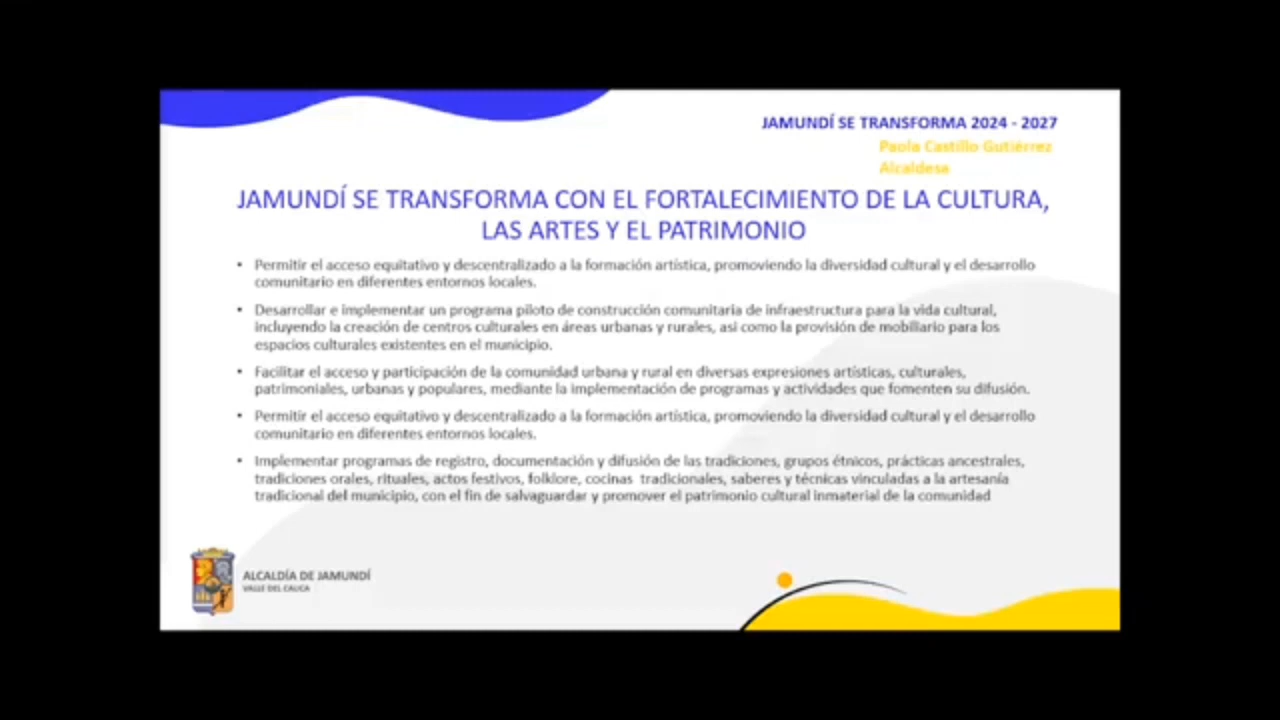 JAMUNDÍ SE TRANSFORMA 2024 - 2027
Paola Castillo Gutiérrez
Alcaldesa
JAMUNDÍ SE TRANSFORMA CON EL FORTALECIMIENTO DE LA CULTURA,
LAS ARTES Y EL PATRIMONIO
• Permitir el acceso equitativo y descentralizado a la formación artística, promoviendo la diversidad cultural y el desarrollo
comunitario en diferentes entornos locales.
• Desarrollar e implementar un programa piloto de construcción comunitaria de infraestructura para la vida cultural,
incluyendo la creación de centros culturales en áreas urbanas y rurales, asi como la provisión de mobiliario para los
espacios culturales existentes en el municipio.
• Facilitar el acceso y participación de la comunidad urbana y rural en diversas expresiones artísticas, culturales,
patrimoniales, urbanas y populares, mediante la implementación de programas y actividades que fomenten su difusión.
• Permitir el acceso equitativo y descentralizado a la formación artística, promoviendo la diversidad cultural y el desarrollo
comunitario en diferentes entornos locales.
• Implementar programas de registro, documentación y difusión de las tradiciones, grupos étnicos, prácticas ancestrales,
tradiciones orales, rituales, actos festivos, folklore, cocinas tradicionales, saberes y técnicas vinculadas a la artesanía
tradicional del municipio, con el fin de salvaguardar y promover el patrimonio cultural inmaterial de la comunidad
ALCALDÍA DE JAMUNDÍ
VALLE DEL CAUCA